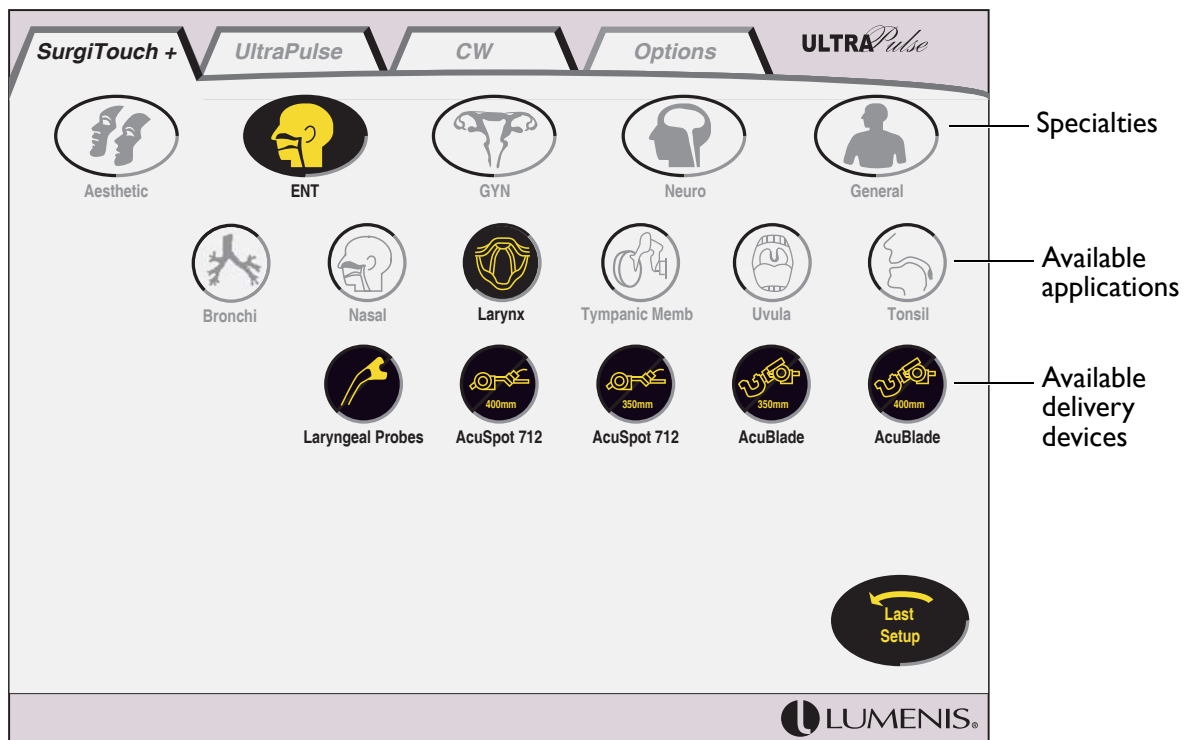 SurgiTouch + UltraPulse CW Options ULTRAPulse
Specialties
Aesthetic ENT GYN Neuro General
Available
applications
Bronchi Nasal Larynx Tympanic Memb Uvula Tonsil
Available
delivery
devices
400mm 350mm 350mm 400mm
Laryngeal Probes AcuSpot 712 AcuSpot 712 AcuBlade AcuBlade
Last
Setup
LUMENIS®